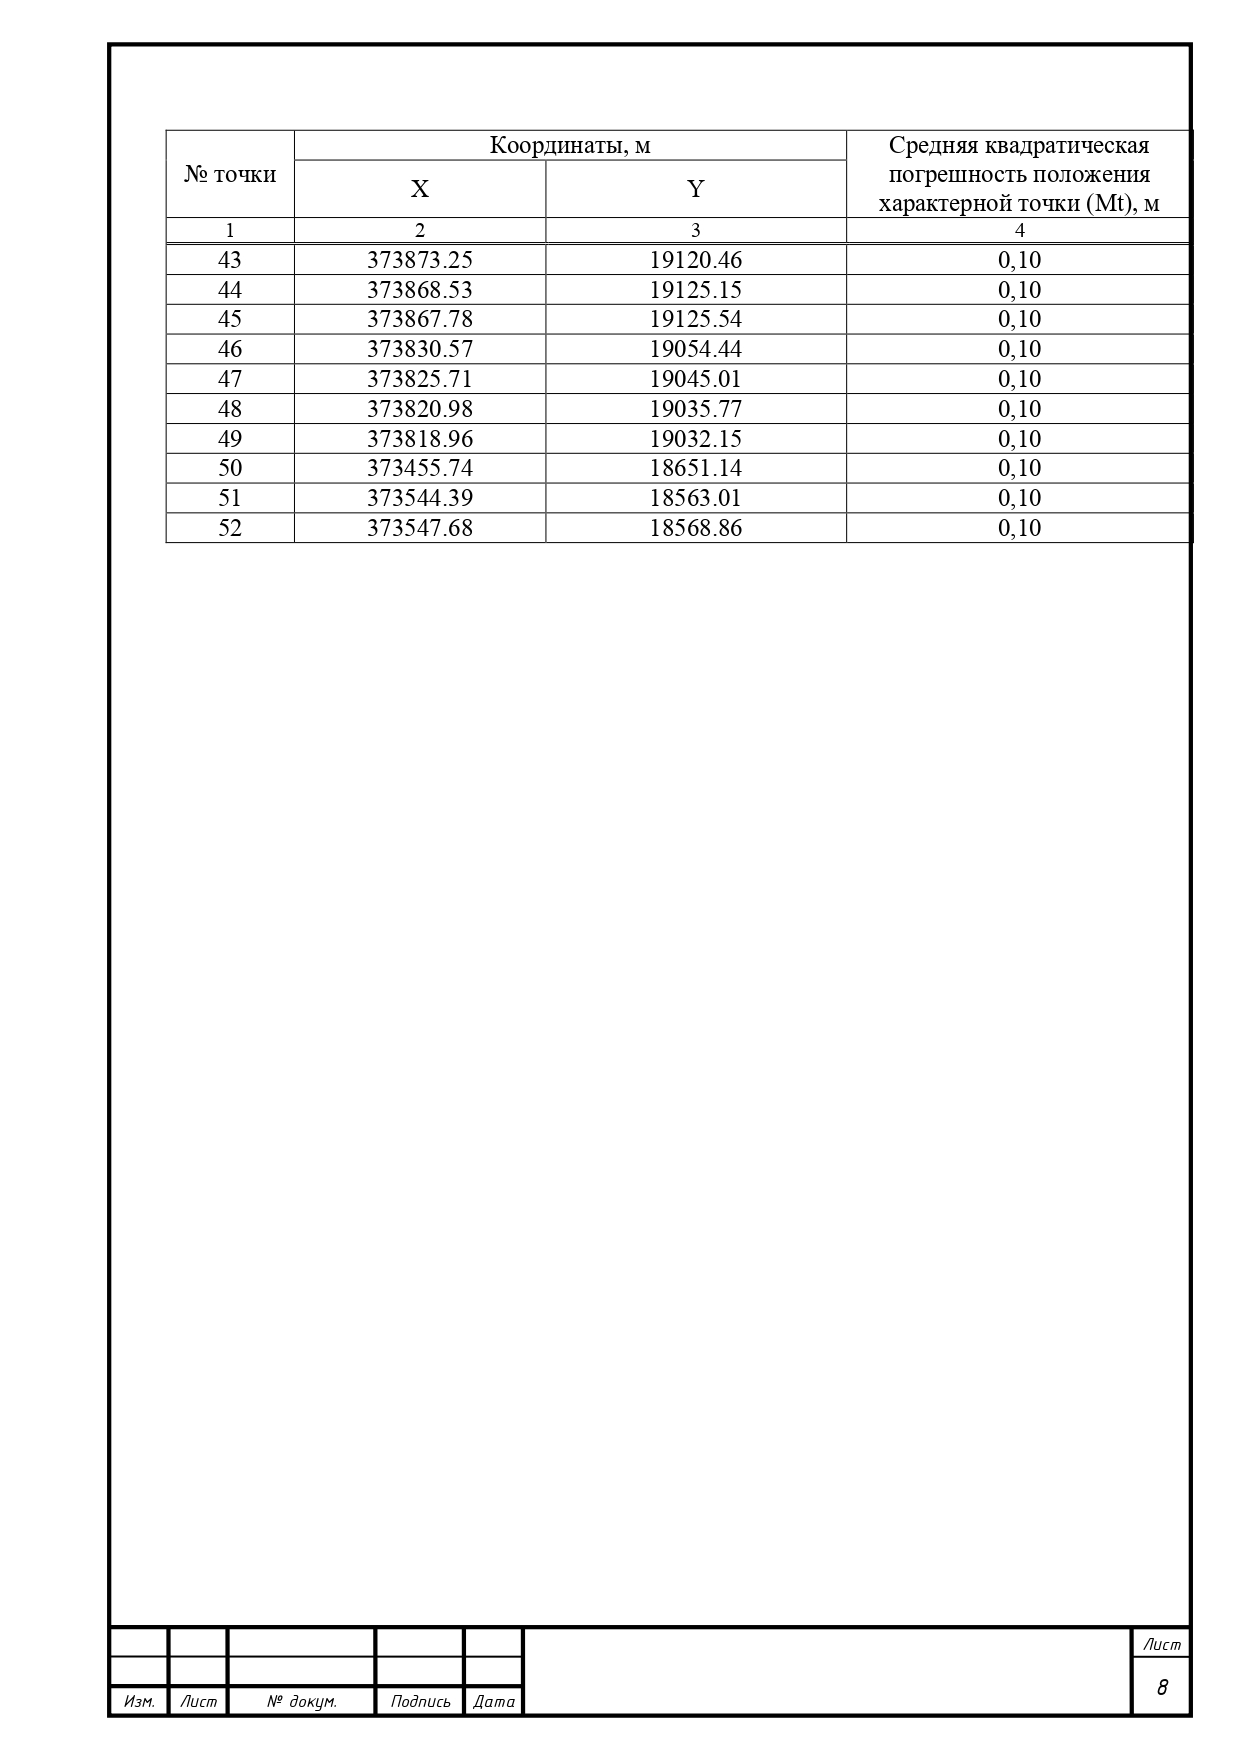 № точки Координаты, м Средняя квадратическая
погрешность положения
характерной точки (Mt), м
X Y
1 2 3 4
43 373873.25 19120.46 0,10
44 373868.53 19125.15 0,10
45 373867.78 19125.54 0,10
46 373830.57 19054.44 0,10
47 373825.71 19045.01 0,10
48 373820.98 19035.77 0,10
49 373818.96 19032.15 0,10
50 373455.74 18651.14 0,10
51 373544.39 18563.01 0,10
52 373547.68 18568.86 0,10
Лист
8
Изм. Лист № докум. Подпись Дата